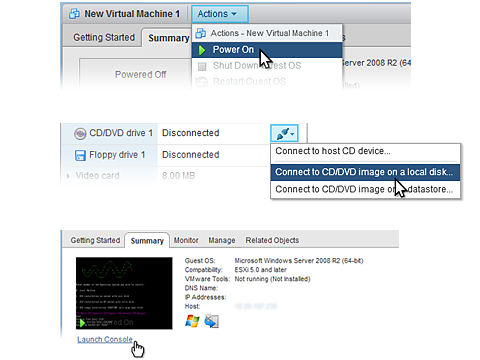 New Virtual Machine 1 Actions
Actions - New Virtual Machine 1
Getting Started Summary
Power On
Server 2008 R2 (64-bit)
Powered Off
Shut Down Guest OS
Restart Guest OS
CD/DVD drive 1 Disconnected
Connect to host CD device...
Floppy drive 1 Disconnected
Connect to CD/DVD image on a local disk...
Video card 8.00 MB
Connect to CD/DVD image on a datastore...
Getting Started Summary Monitor Manage Related Objects
Guest OS: Microsoft Windows Server 2008 R2 (64-bit)
Compatibility: ESXi 5.0 and later
VMware Tools: Not running (Not Installed)
DNS Name:
IP Addresses:
Host:
Launch Console